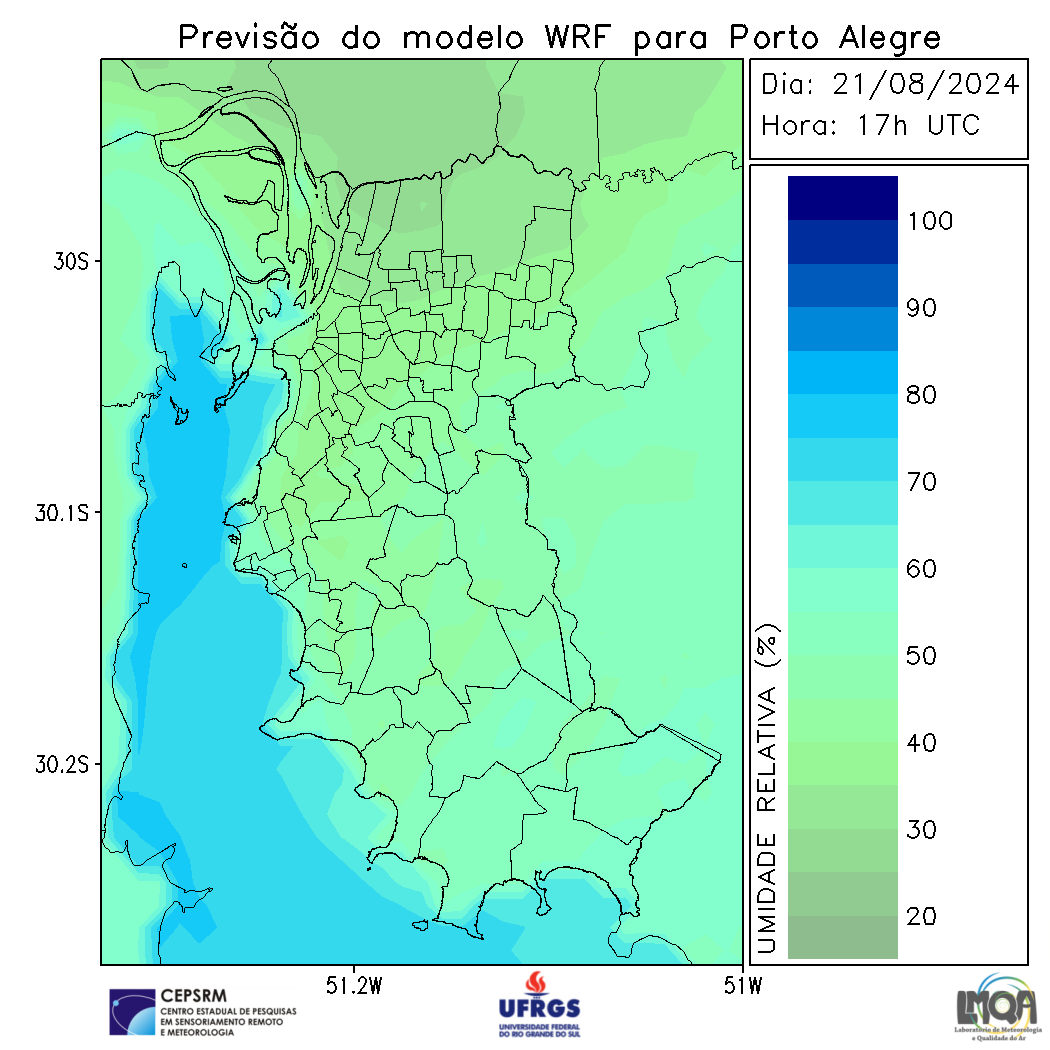 Previsão do modelo WRF para Porto Alegre
Dia: 21/08/2024
Hora: 17h UTC
30S
30.1S
30.2S
51.2W
51W
UMIDADE RELATIVA (%)
100
90
80
70
60
50
40
30
20
CEPSRM
CENTRO ESTADUAL DE PESQUISAS
EM SENSORIAMENTO REMOTO
E METEOROLOGIA
UFRGS
UNIVERSIDADE FEDERAL
DO RIO GRANDE DO SUL
LMQA
Laboratório de Meteorologia
e Qualidade do Ar